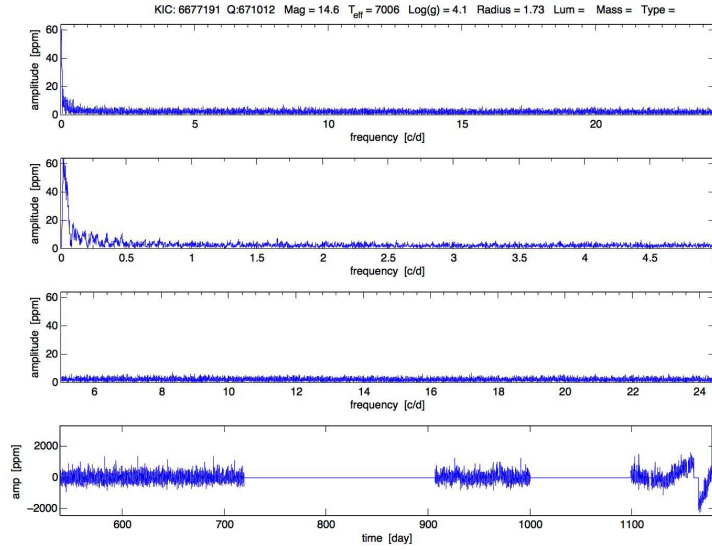 KIC: 6677191 Q:671012 Mag = 14.6 T_eff = 7006 Log(g) = 4.1 Radius = 1.73 Lum = Mass = Type =
60
40
20
0
amplitude [ppm]
0 5 10 15 20
frequency [c/d]
60
40
20
0
amplitude [ppm]
0 0.5 1 1.5 2 2.5 3 3.5 4 4.5
frequency [c/d]
60
40
20
0
amplitude [ppm]
6 8 10 12 14 16 18 20 22 24
frequency [c/d]
2000
0
−2000
amp [ppm]
600 700 800 900 1000 1100
time [day]